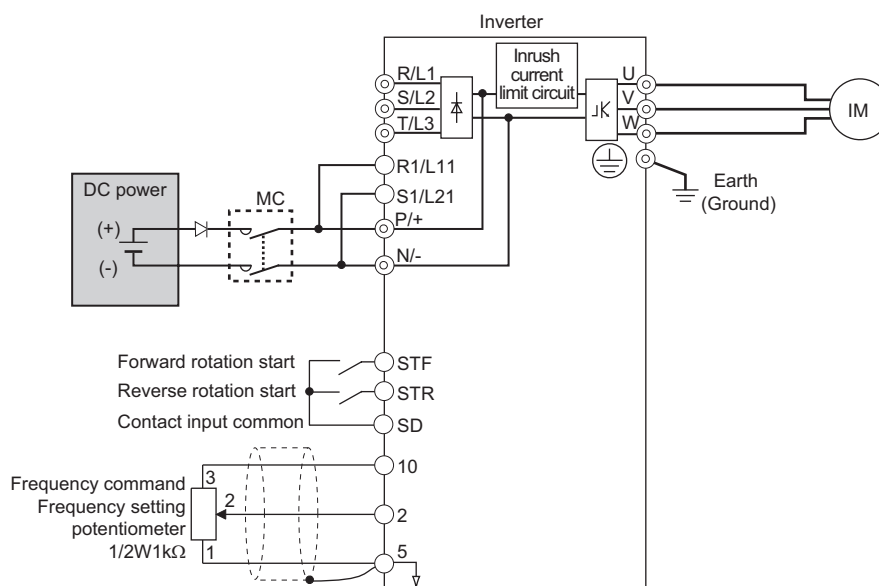 Inverter
R/L1
S/L2
T/L3
R1/L11
S1/L21
P/+
N/-
Inrush
current
limit circuit
U
V
W
IM
Earth
(Ground)
DC power
(+)
(-)
MC
Forward rotation start
Reverse rotation start
Contact input common
STF
STR
SD
Frequency command
Frequency setting
potentiometer
1/2W1kΩ
3
2
1
10
2
5